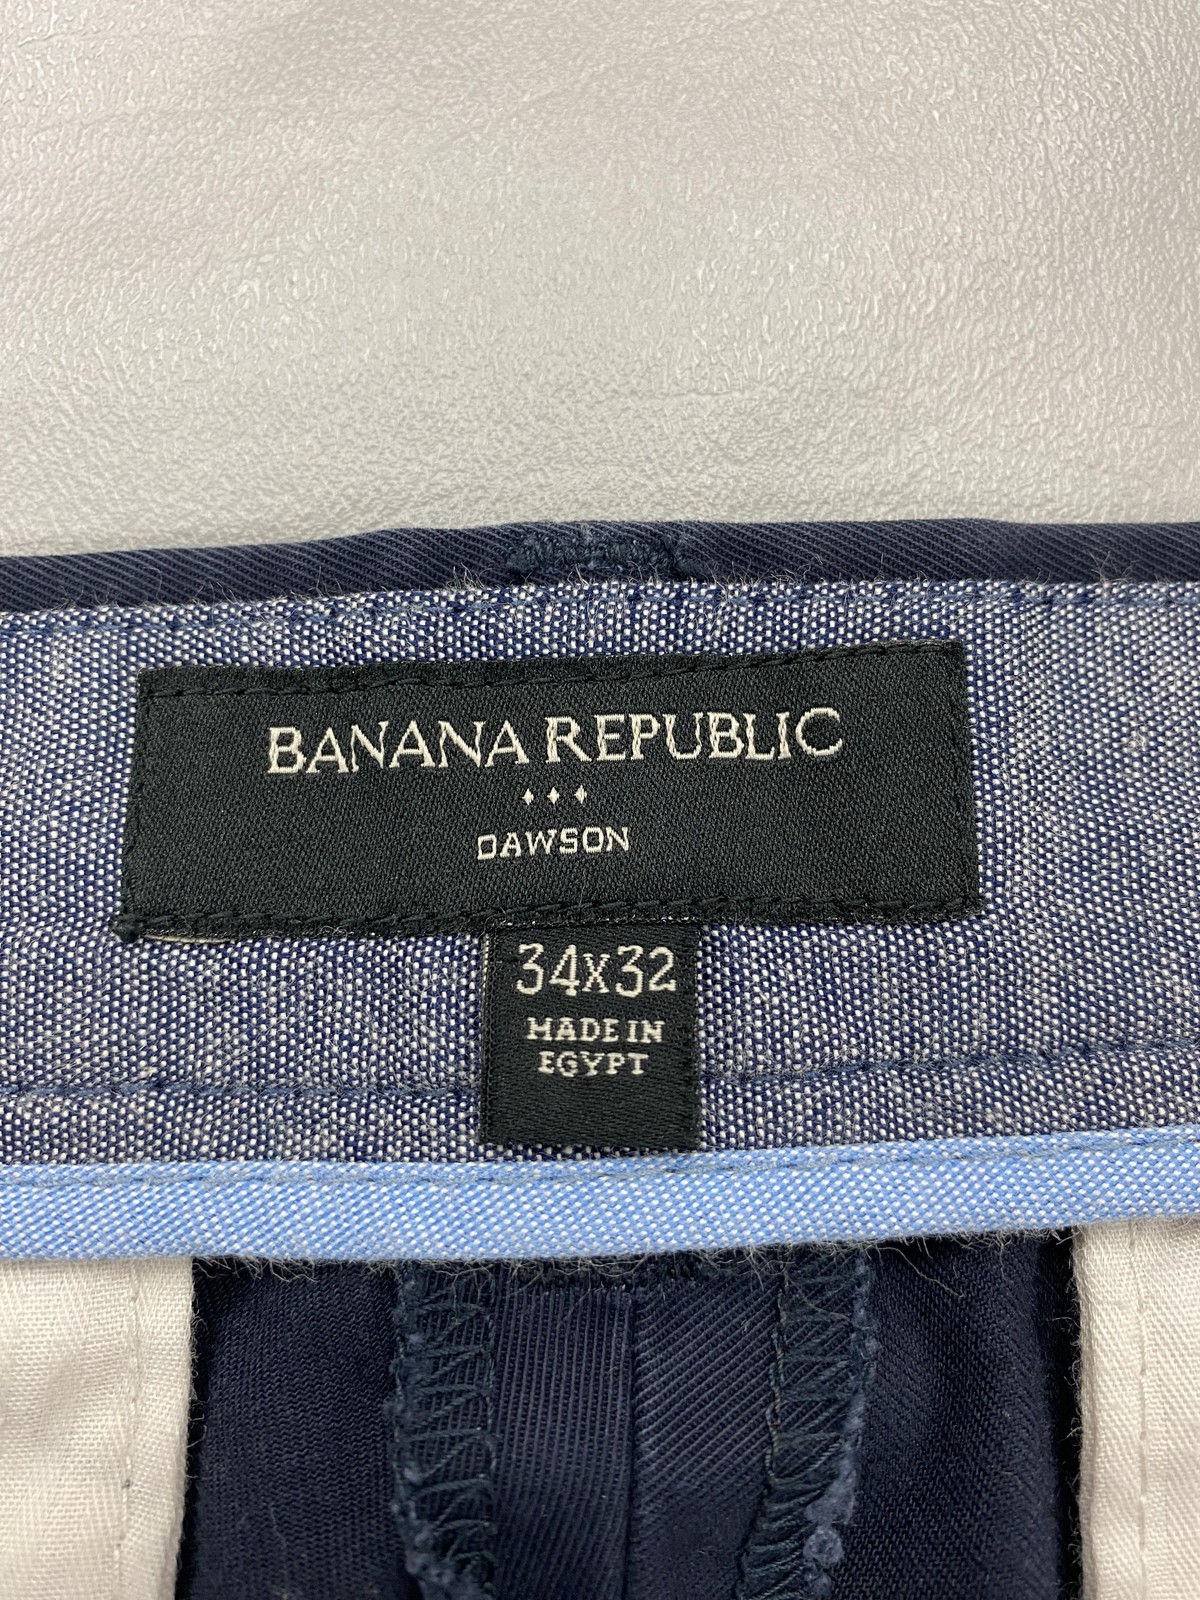 BANANA REPUBLIC
DAWSON
34X32
MADE IN
EGYPT